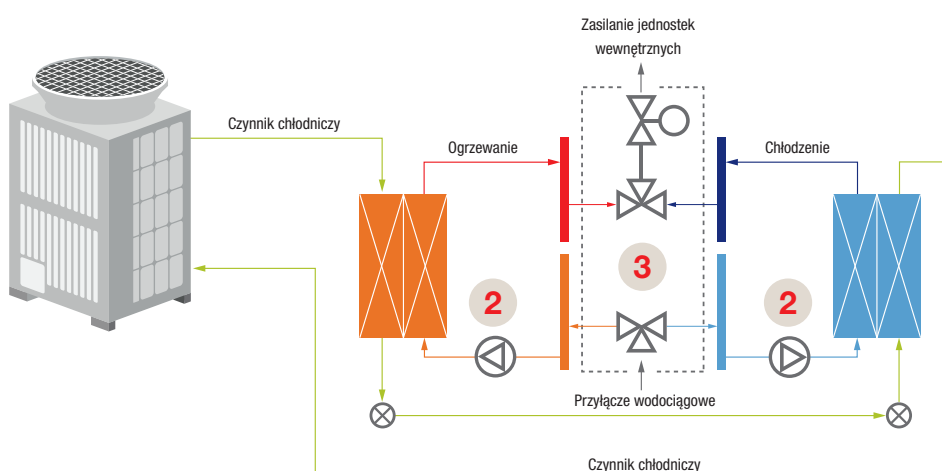 Zasilanie jednostek
wewnętrznych
Czynnik chłodniczy
Ogrzewanie
Chłodzenie
3
2
2
Przyłącze wodociągowe
Czynnik chłodniczy